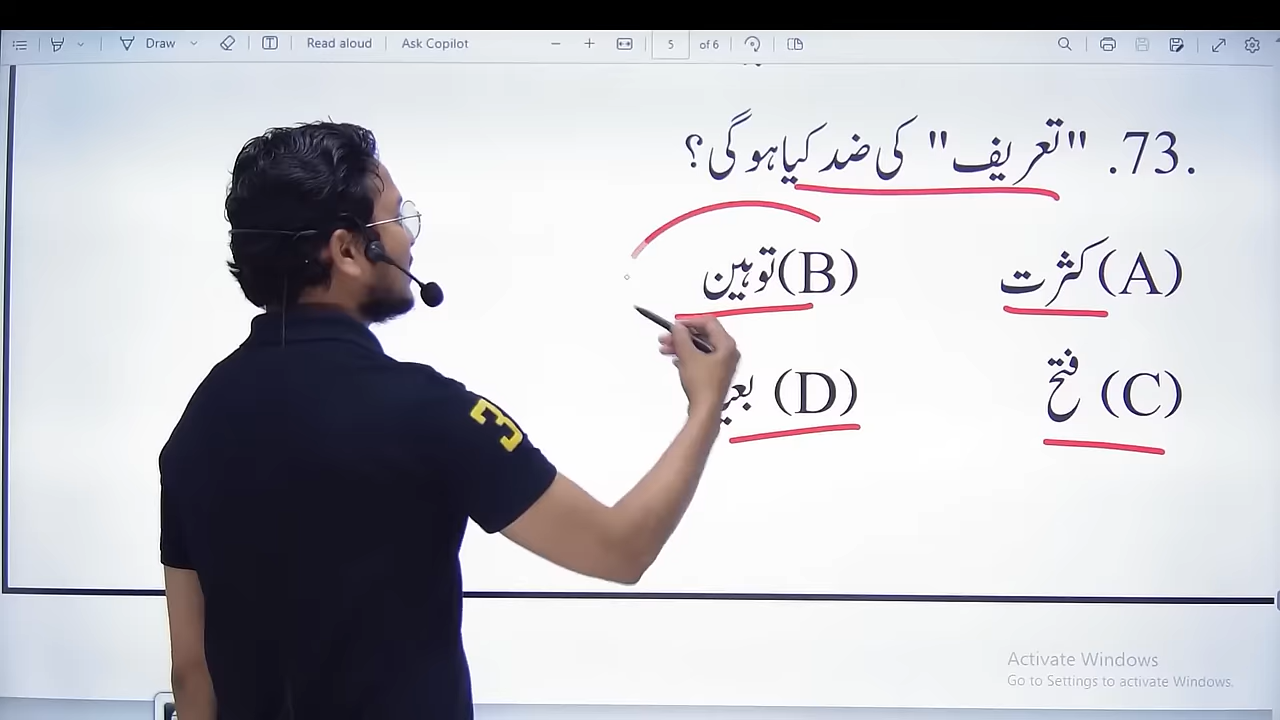 Draw Read aloud Ask Copilot 5 of 6
.73. "تعریف" کی ضد کیا ہو گی؟
(A) کثرت (B) توہین
(C) فتح (D)
3
Activate Windows
Go to Settings to activate Windows.